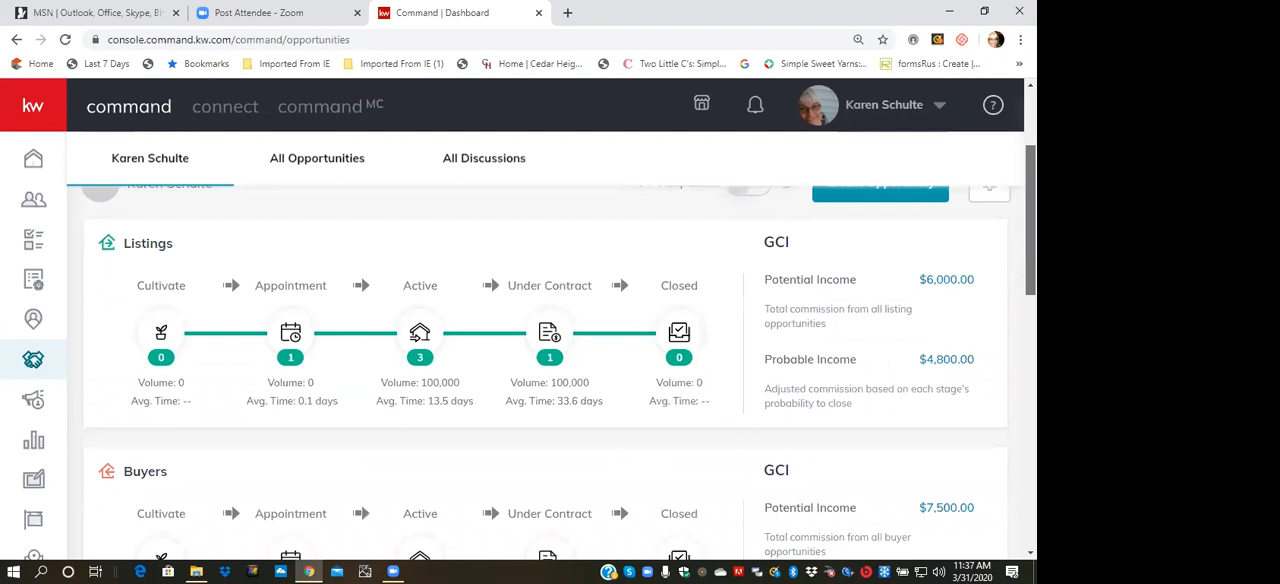 MSN | Outlook, Office, Skype, Bi
Post Attendee - Zoom
Command | Dashboard
console.command.kw.com/command/opportunities
Home
Last 7 Days
Bookmarks
Imported From IE
Imported From IE (1)
Home | Cedar Heig...
Two Little C's: Simpl...
Simple Sweet Yarns:...
formsRus : Create |...
kw
command
connect
command MC
Karen Schulte
Karen Schulte
All Opportunities
All Discussions
Karen Schulte
Listings
GCI
Cultivate
Appointment
Active
Under Contract
Closed
Potential Income
$6,000.00
Total commission from all listing
opportunities
0
1
3
1
0
Probable Income
$4,800.00
Volume: 0
Volume: 0
Volume: 100,000
Volume: 100,000
Volume: 0
Avg. Time: --
Avg. Time: 0.1 days
Avg. Time: 13.5 days
Avg. Time: 33.6 days
Avg. Time: --
Adjusted commission based on each stage's
probability to close
Buyers
GCI
Cultivate
Appointment
Active
Under Contract
Closed
Potential Income
$7,500.00
Total commission from all buyer
opportunities
11:37 AM
3/31/2020